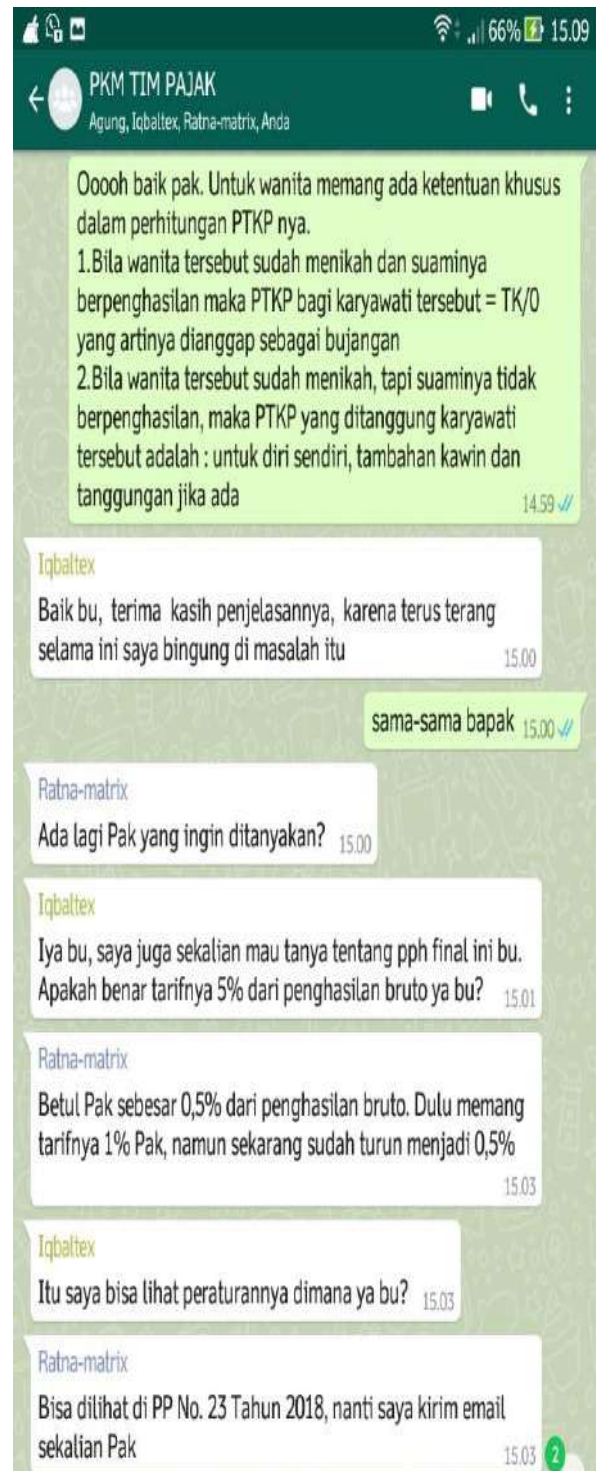 66% 15.09
PKM TIM PAJAK
Agung, Iqbaltex, Ratna-matrix, Anda
Ooooh baik pak. Untuk wanita memang ada ketentuan khusus
dalam perhitungan PTKP nya.
1.Bila wanita tersebut sudah menikah dan suaminya
berpenghasilan maka PTKP bagi karyawati tersebut = TK/0
yang artinya dianggap sebagai bujangan
2.Bila wanita tersebut sudah menikah, tapi suaminya tidak
berpenghasilan, maka PTKP yang ditanggung karyawati
tersebut adalah : untuk diri sendiri, tambahan kawin dan
tanggungan jika ada 14.59
Iqbaltex
Baik bu, terima kasih penjelasannya, karena terus terang
selama ini saya bingung di masalah itu 15.00
sama-sama bapak 15.00
Ratna-matrix
Ada lagi Pak yang ingin ditanyakan? 15.00
Iqbaltex
Iya bu, saya juga sekalian mau tanya tentang pph final ini bu.
Apakah benar tarifnya 5% dari penghasilan bruto ya bu? 15.01
Ratna-matrix
Betul Pak sebesar 0,5% dari penghasilan bruto. Dulu memang
tarifnya 1% Pak, namun sekarang sudah turun menjadi 0,5%
15.03
Iqbaltex
Itu saya bisa lihat peraturannya dimana ya bu? 15.03
Ratna-matrix
Bisa dilihat di PP No. 23 Tahun 2018, nanti saya kirim email
sekalian Pak 15.03 2